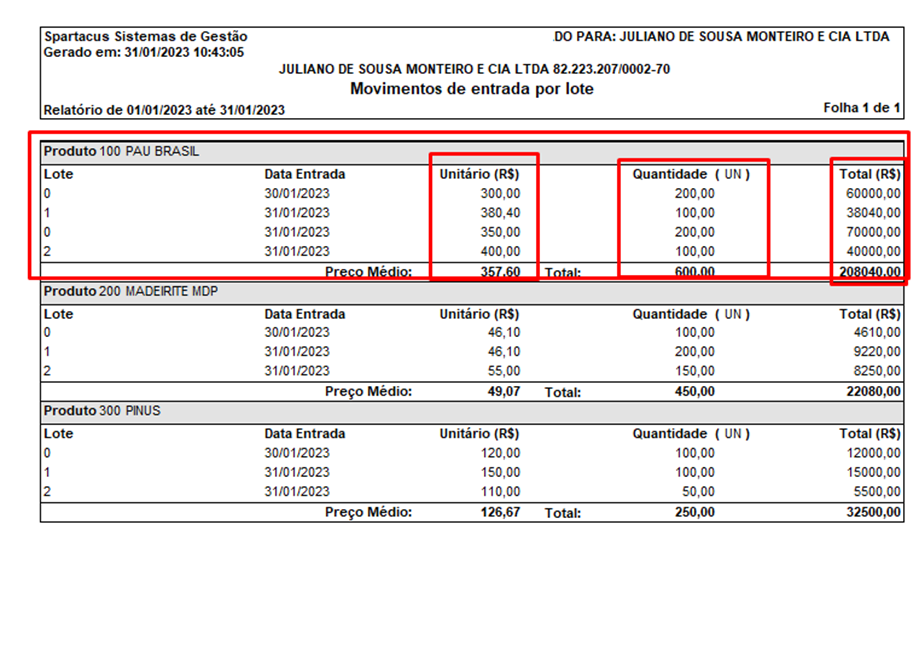 Spartacus Sistemas de Gestão
DO PARA: JULIANO DE SOUSA MONTEIRO E CIA LTDA
Gerado em: 31/01/2023 10:43:05
JULIANO DE SOUSA MONTEIRO E CIA LTDA 82.223.207/0002-70
Movimentos de entrada por lote
Relatório de 01/01/2023 até 31/01/2023 Folha 1 de 1
Produto 100 PAU BRASIL
Lote Data Entrada Unitário (R$) Quantidade ( UN ) Total (R$)
0 30/01/2023 300,00 200,00 60000,00
1 31/01/2023 380,40 100,00 38040,00
0 31/01/2023 350,00 200,00 70000,00
2 31/01/2023 400,00 100,00 40000,00
Preço Médio: 357,60 Total: 600,00 208040,00
Produto 200 MADEIRITE MDP
Lote Data Entrada Unitário (R$) Quantidade ( UN ) Total (R$)
0 30/01/2023 46,10 100,00 4610,00
1 31/01/2023 46,10 200,00 9220,00
2 31/01/2023 55,00 150,00 8250,00
Preço Médio: 49,07 Total: 450,00 22080,00
Produto 300 PINUS
Lote Data Entrada Unitário (R$) Quantidade ( UN ) Total (R$)
0 30/01/2023 120,00 100,00 12000,00
1 31/01/2023 150,00 100,00 15000,00
2 31/01/2023 110,00 50,00 5500,00
Preço Médio: 126,67 Total: 250,00 32500,00